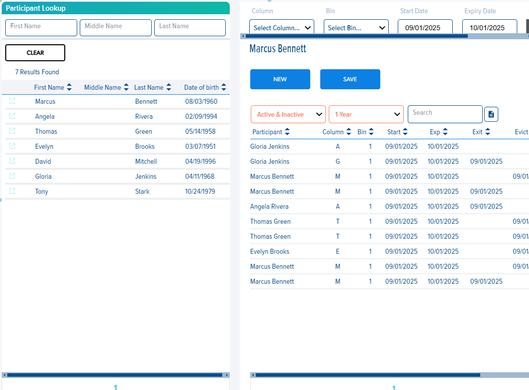 Participant Lookup
First Name Middle Name Last Name
CLEAR
7 Results Found
First Name Middle Name Last Name Date of birth
Marcus Bennett 08/03/1960
Angela Rivera 02/09/1994
Thomas Green 05/14/1958
Evelyn Brooks 03/07/1951
David Mitchell 04/19/1996
Gloria Jenkins 04/11/1968
Tony Stark 10/24/1979
1
Column Bin Start Date Expiry Date
Select Column... Select Bin... 09/01/2025 10/01/2025
Marcus Bennett
NEW SAVE
Active & Inactive 1 Year Search
Participant Column Bin Start Exp Exit Evict
Gloria Jenkins A 1 09/01/2025 10/01/2025
Gloria Jenkins G 1 09/01/2025 10/01/2025 09/01/2025
Marcus Bennett M 1 09/01/2025 10/01/2025 09/01
Marcus Bennett M 1 09/01/2025 10/01/2025 09/01/2025
Angela Rivera A 1 09/01/2025 10/01/2025 09/01/2025
Thomas Green T 1 09/01/2025 10/01/2025 09/01
Thomas Green T 1 09/01/2025 10/01/2025 09/01
Evelyn Brooks E 1 09/01/2025 10/01/2025 09/01
Marcus Bennett M 1 09/01/2025 10/01/2025 09/01
Marcus Bennett M 1 09/01/2025 10/01/2025 09/01/2025
1